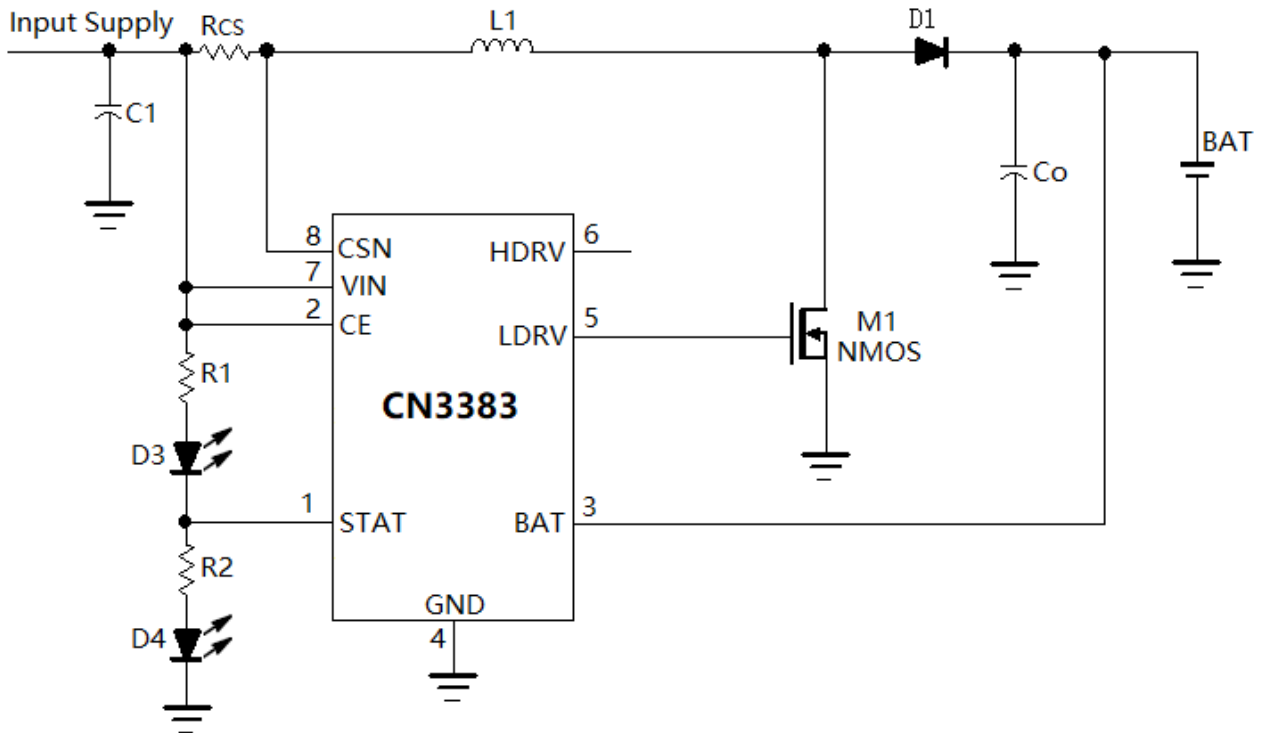 Input Supply
RCS
L1
D1
C1
Co
BAT
8
CSN
HDRV
6
7
VIN
2
CE
LDRV
5
M1
NMOS
R1
CN3383
D3
1
STAT
BAT
3
R2
GND
D4
4